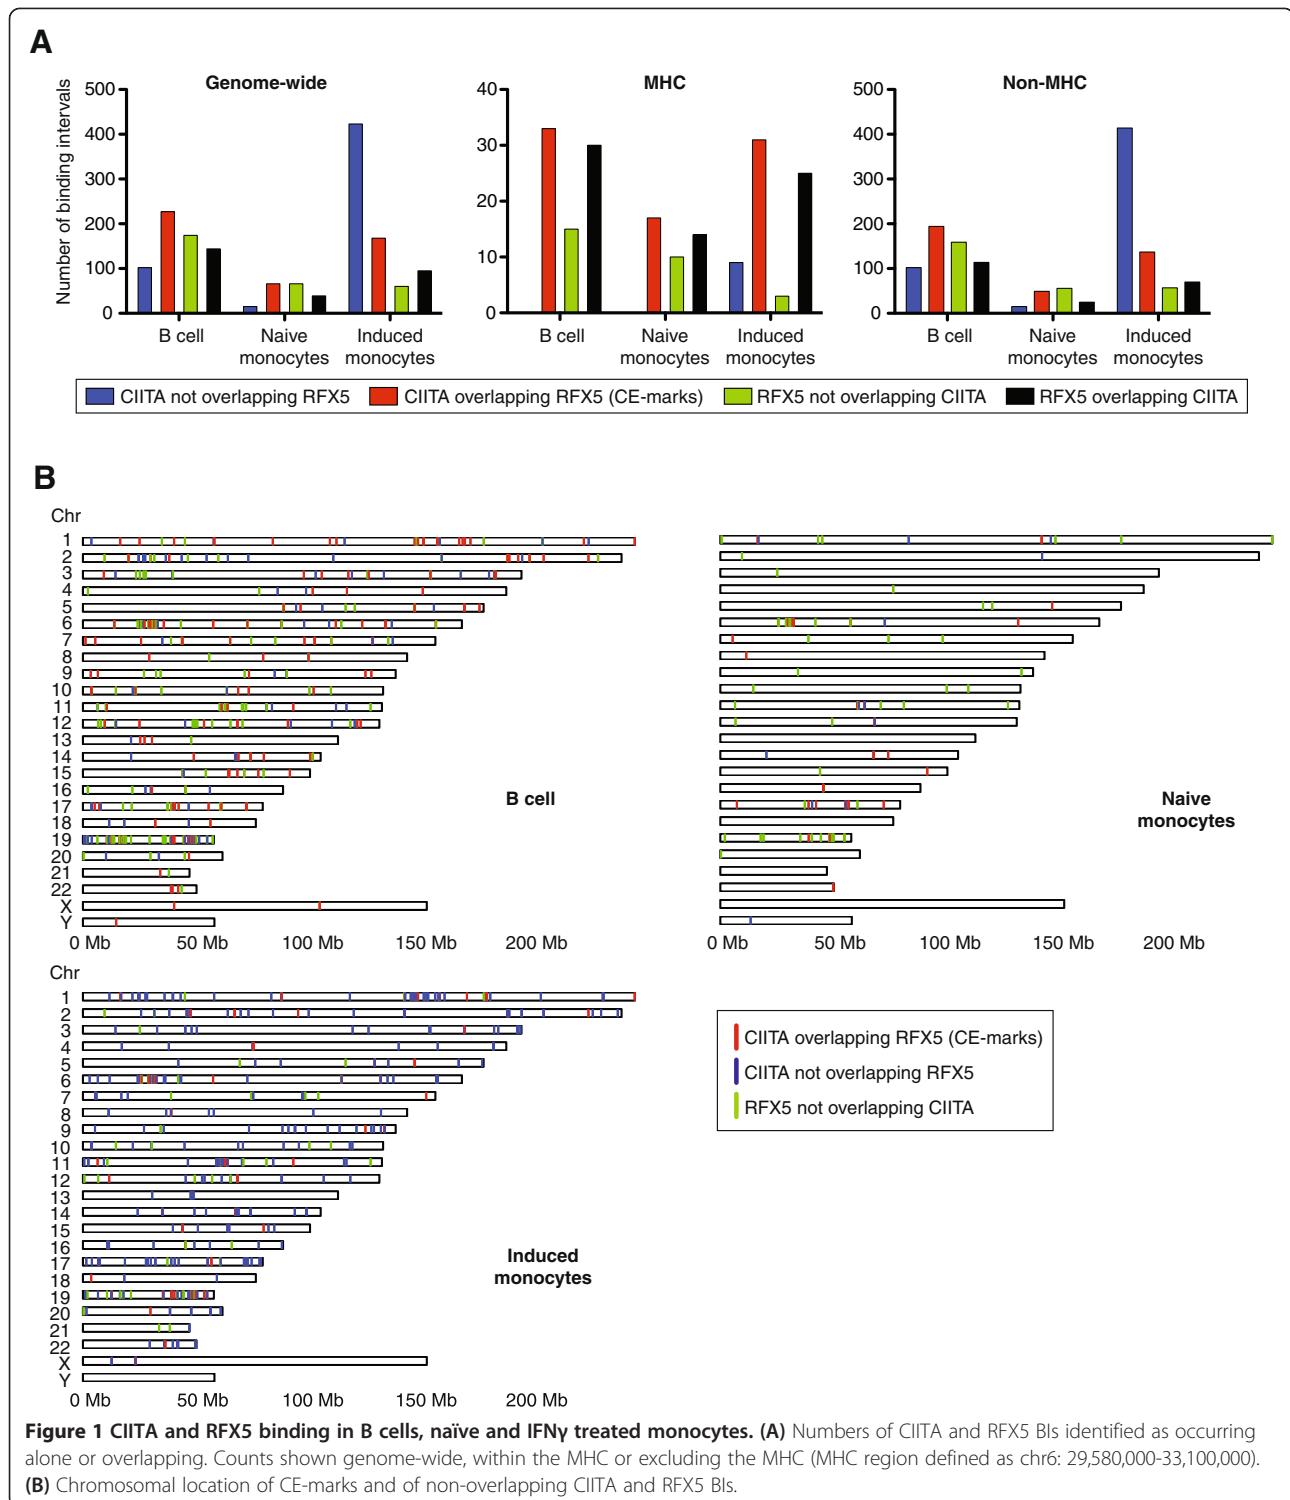 A
Genome-wide
MHC
Non-MHC
Number of binding intervals
500
400
300
200
100
0
B cell
Naive monocytes
Induced monocytes
40
30
20
10
0
B cell
Naive monocytes
Induced monocytes
500
400
300
200
100
0
B cell
Naive monocytes
Induced monocytes
CIITA not overlapping RFX5
CIITA overlapping RFX5 (CE-marks)
RFX5 not overlapping CIITA
RFX5 overlapping CIITA
B
Chr
1
2
3
4
5
6
7
8
9
10
11
12
13
14
15
16
17
18
19
20
21
22
X
Y
0 Mb 50 Mb 100 Mb 150 Mb 200 Mb
B cell
0 Mb 50 Mb 100 Mb 150 Mb 200 Mb
Naive
monocytes
Chr
1
2
3
4
5
6
7
8
9
10
11
12
13
14
15
16
17
18
19
20
21
22
X
Y
0 Mb 50 Mb 100 Mb 150 Mb 200 Mb
Induced
monocytes
CIITA overlapping RFX5 (CE-marks)
CIITA not overlapping RFX5
RFX5 not overlapping CIITA
Figure 1 CIITA and RFX5 binding in B cells, naïve and IFNγ treated monocytes. (A) Numbers of CIITA and RFX5 BIs identified as occurring
alone or overlapping. Counts shown genome-wide, within the MHC or excluding the MHC (MHC region defined as chr6: 29,580,000-33,100,000).
(B) Chromosomal location of CE-marks and of non-overlapping CIITA and RFX5 BIs.